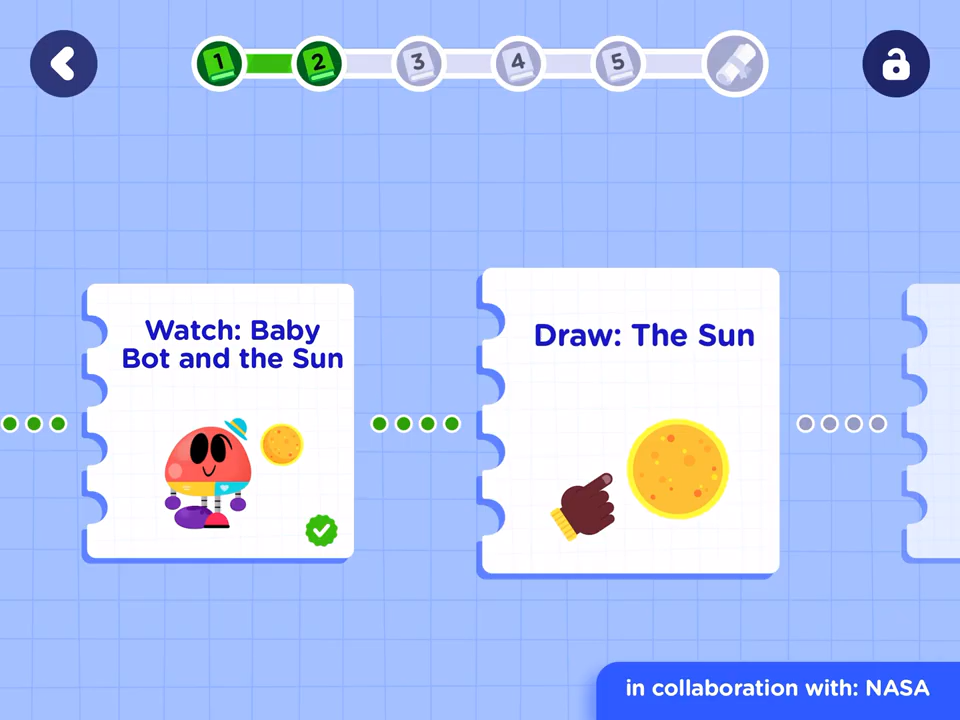 1 2 3 4 5
Watch: Baby
Bot and the Sun
Draw: The Sun
in collaboration with: NASA